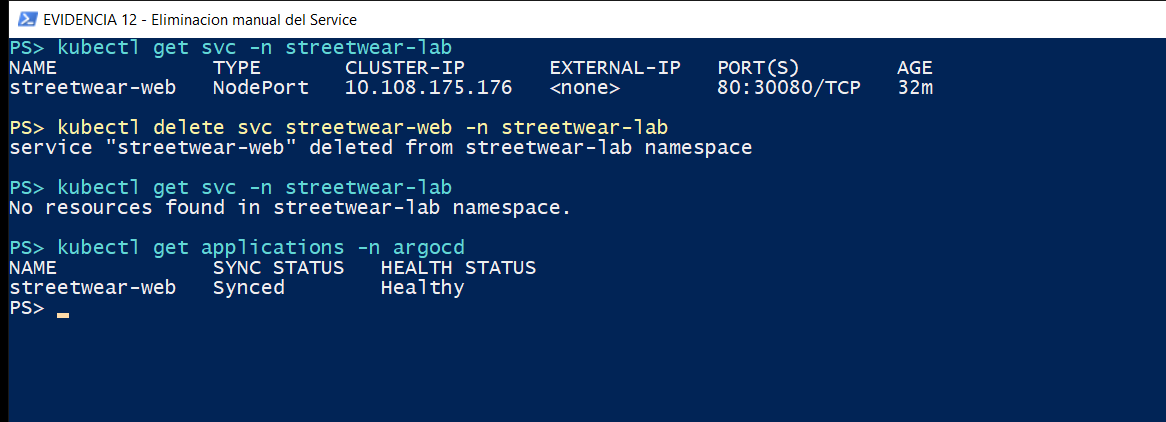 EVIDENCIA 12 - Eliminacion manual del Service
PS> kubectl get svc -n streetwear-lab
NAME TYPE CLUSTER-IP EXTERNAL-IP PORT(S) AGE
streetwear-web NodePort 10.108.175.176 <none> 80:30080/TCP 32m
PS> kubectl delete svc streetwear-web -n streetwear-lab
service "streetwear-web" deleted from streetwear-lab namespace
PS> kubectl get svc -n streetwear-lab
No resources found in streetwear-lab namespace.
PS> kubectl get applications -n argocd
NAME SYNC STATUS HEALTH STATUS
streetwear-web Synced Healthy
PS>